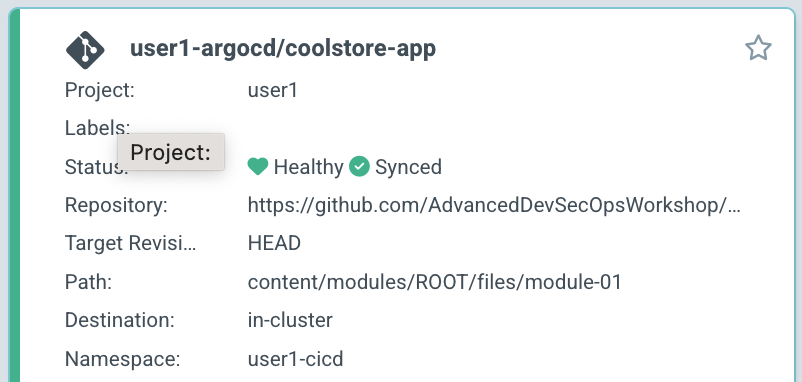 user1-argocd/coolstore-app
Project: user1
Labels:
Project:
Status: Healthy Synced
Repository: https://github.com/AdvancedDevSecOpsWorkshop/…
Target Revisi… HEAD
Path: content/modules/ROOT/files/module-01
Destination: in-cluster
Namespace: user1-cicd